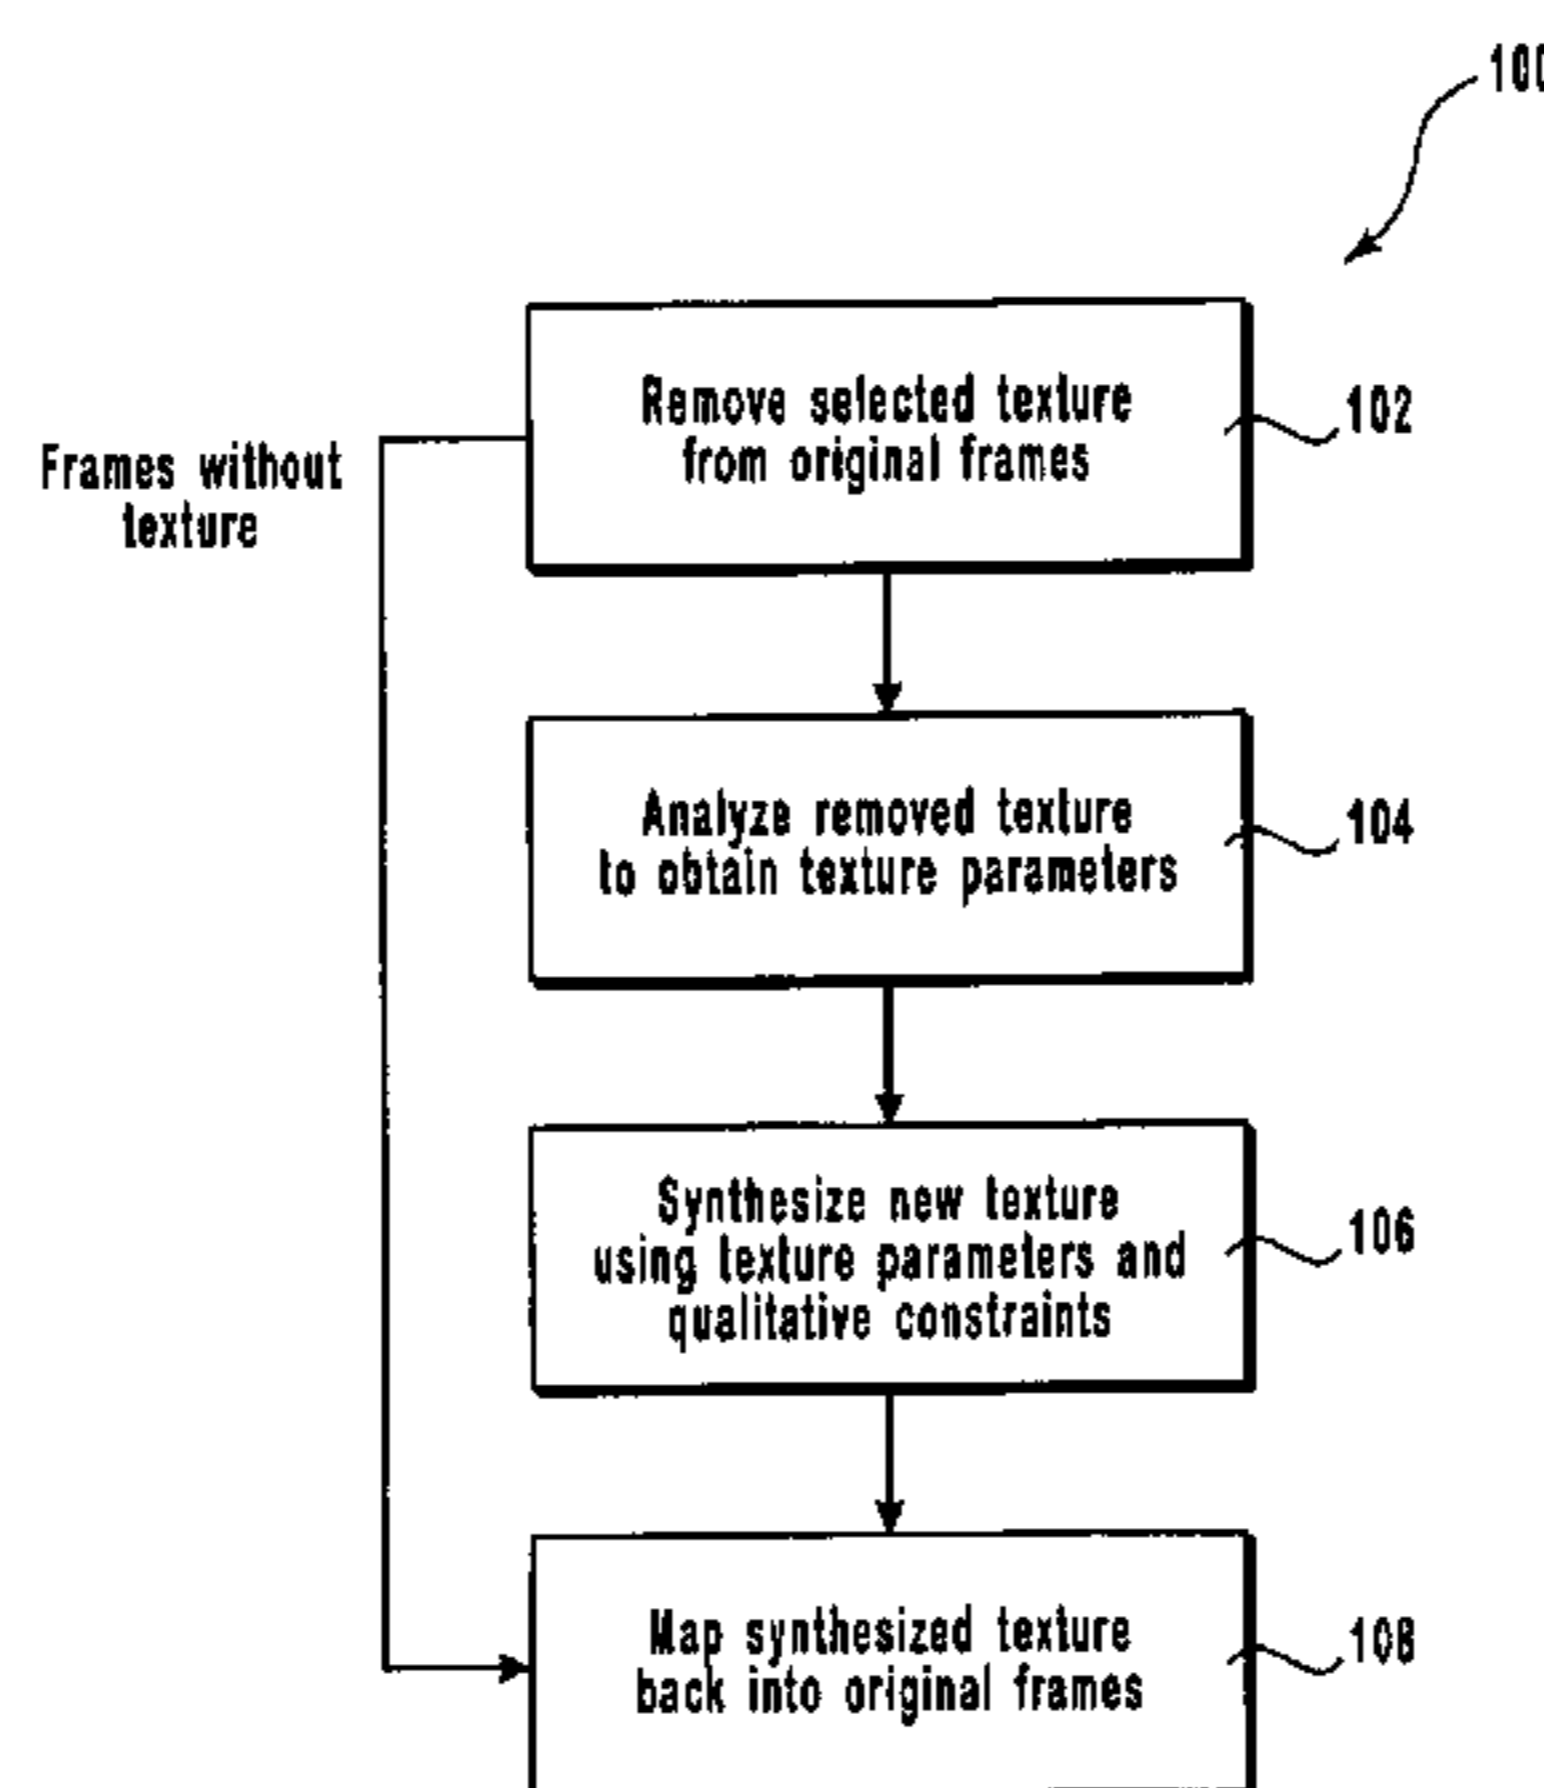 100
Remove selected texture
from original frames
102
Frames without
texture
Analyze removed texture
to obtain texture parameters
104
Synthesize new texture
using texture parameters and
qualitative constraints
106
Map synthesized texture
back into original frames
108